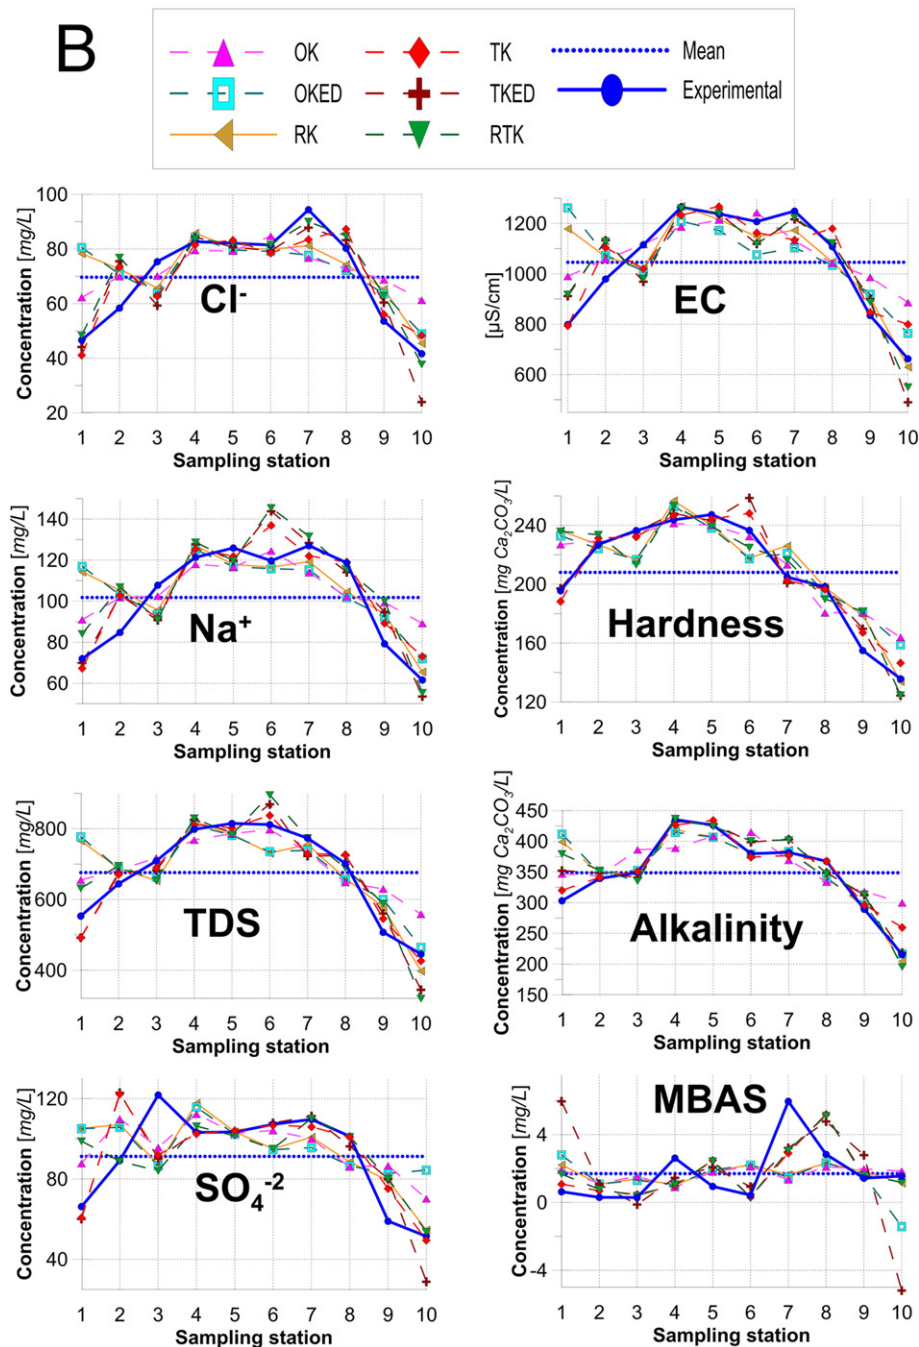 B
OK
TK
Mean
OKED
TKED
Experimental
RK
RTK
Concentration [mg/L]
100
80
60
40
20
Cl-
1 2 3 4 5 6 7 8 9 10
Sampling station
[µS/cm]
1200
1000
800
600
EC
1 2 3 4 5 6 7 8 9 10
Sampling station
Concentration [mg/L]
140
120
100
80
60
Na+
1 2 3 4 5 6 7 8 9 10
Sampling station
Concentration [mg Ca2CO3/L]
240
200
160
120
Hardness
1 2 3 4 5 6 7 8 9 10
Sampling station
Concentration [mg/L]
800
600
400
TDS
1 2 3 4 5 6 7 8 9 10
Sampling station
Concentration [mg Ca2CO3/L]
450
400
350
300
250
200
150
Alkalinity
1 2 3 4 5 6 7 8 9 10
Sampling station
Concentration [mg/L]
120
80
40
SO4-2
1 2 3 4 5 6 7 8 9 10
Sampling station
Concentration [mg/L]
4
0
-4
MBAS
1 2 3 4 5 6 7 8 9 10
Sampling station